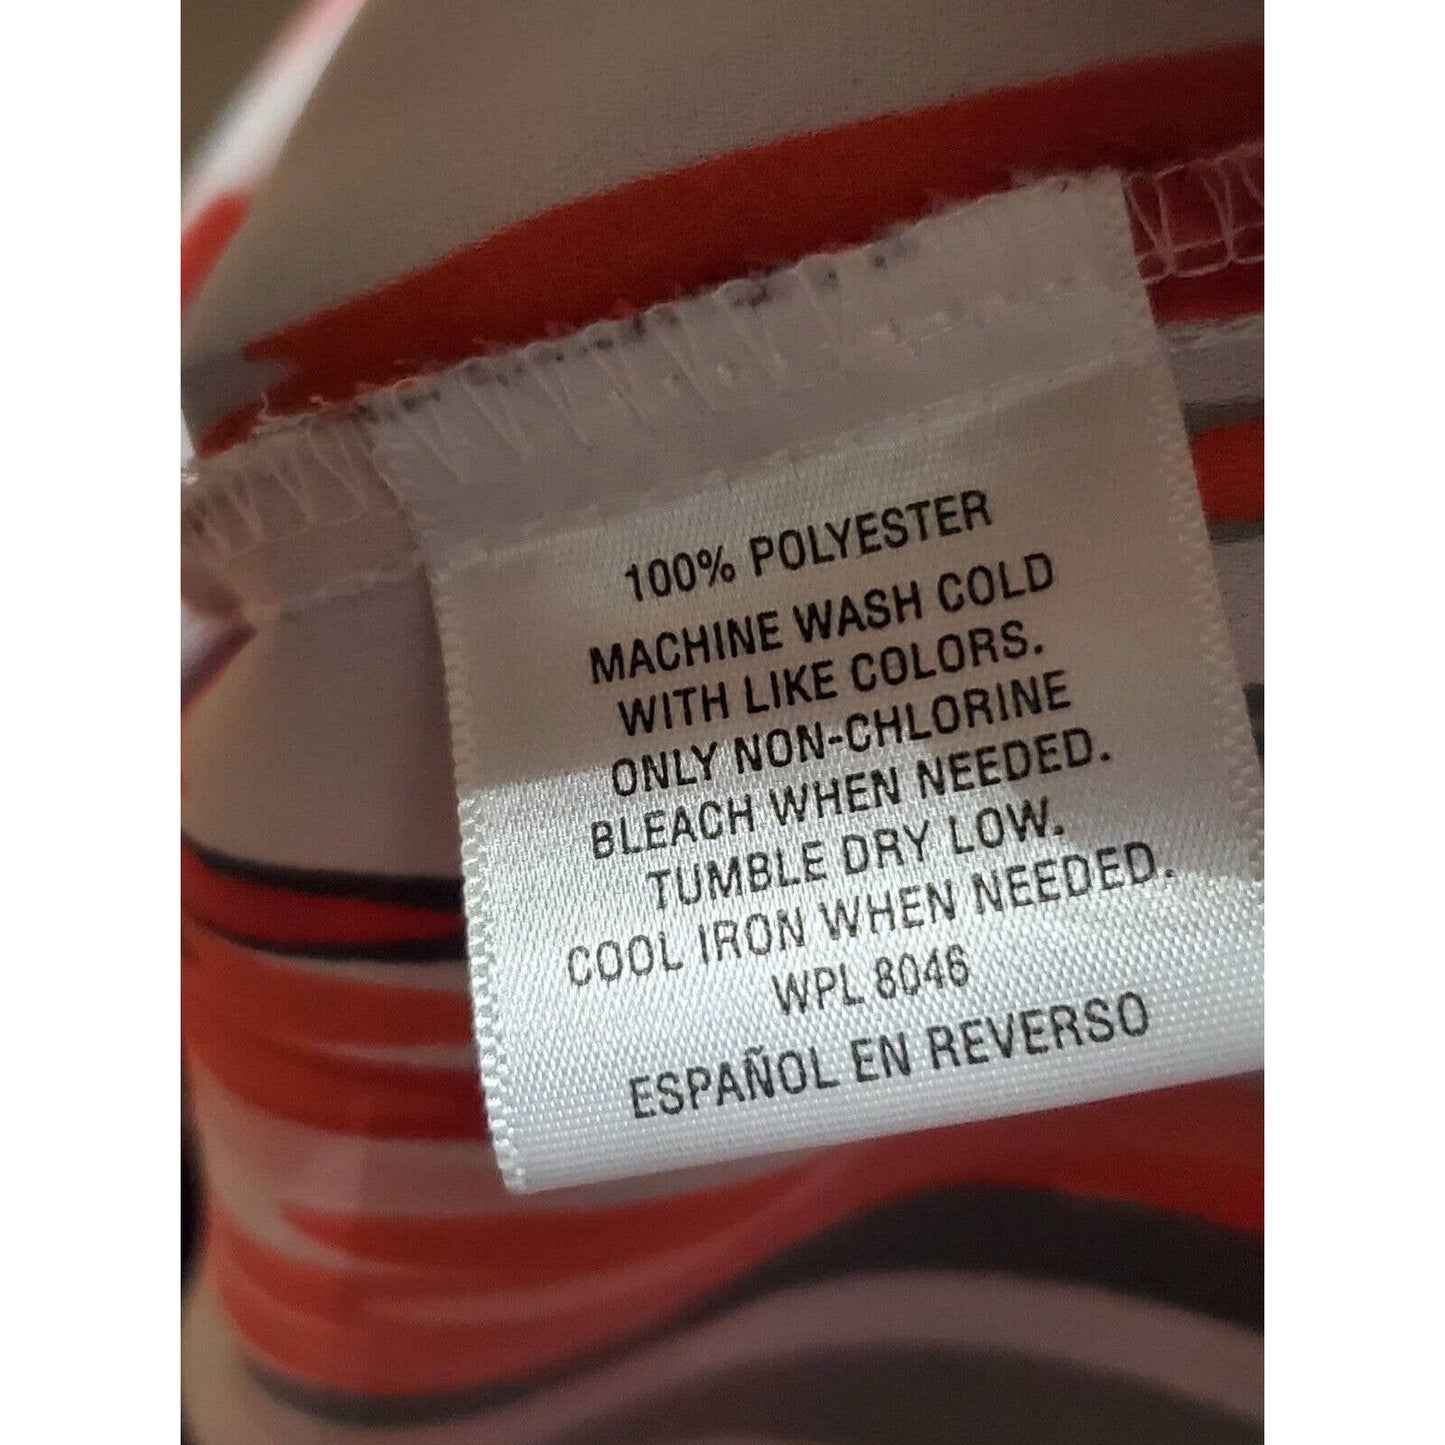 100% POLYESTER
MACHINE WASH COLD
WITH LIKE COLORS.
ONLY NON-CHLORINE
BLEACH WHEN NEEDED.
TUMBLE DRY LOW.
COOL IRON WHEN NEEDED.
WPL 8046
ESPAÑOL EN REVERSO